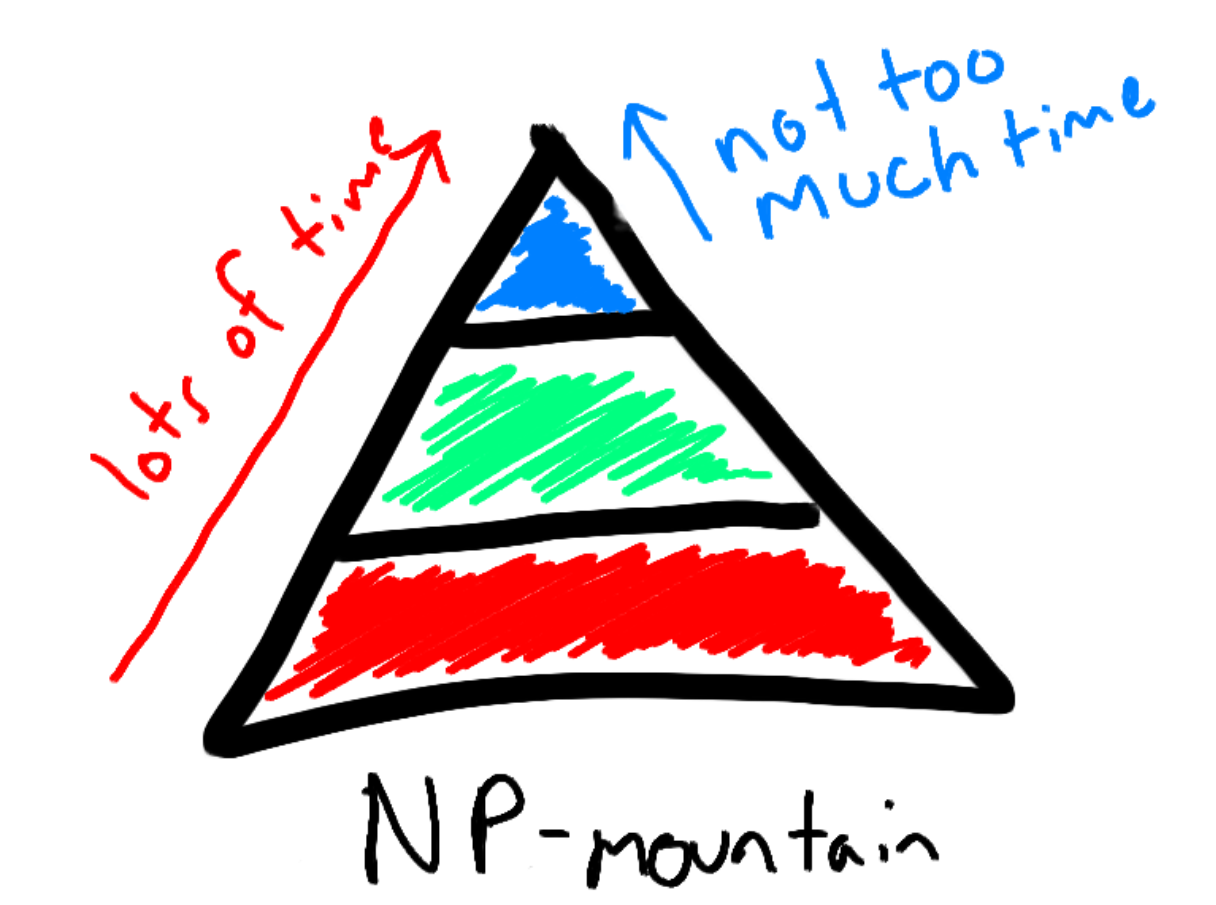 lots of time
not too
much time
NP-mountain